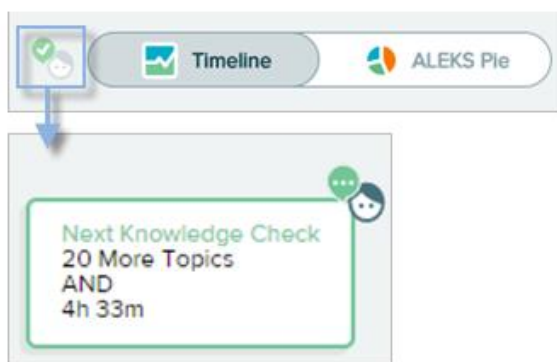 Timeline
ALEKS Pie
Next Knowledge Check
20 More Topics
AND
4h 33m